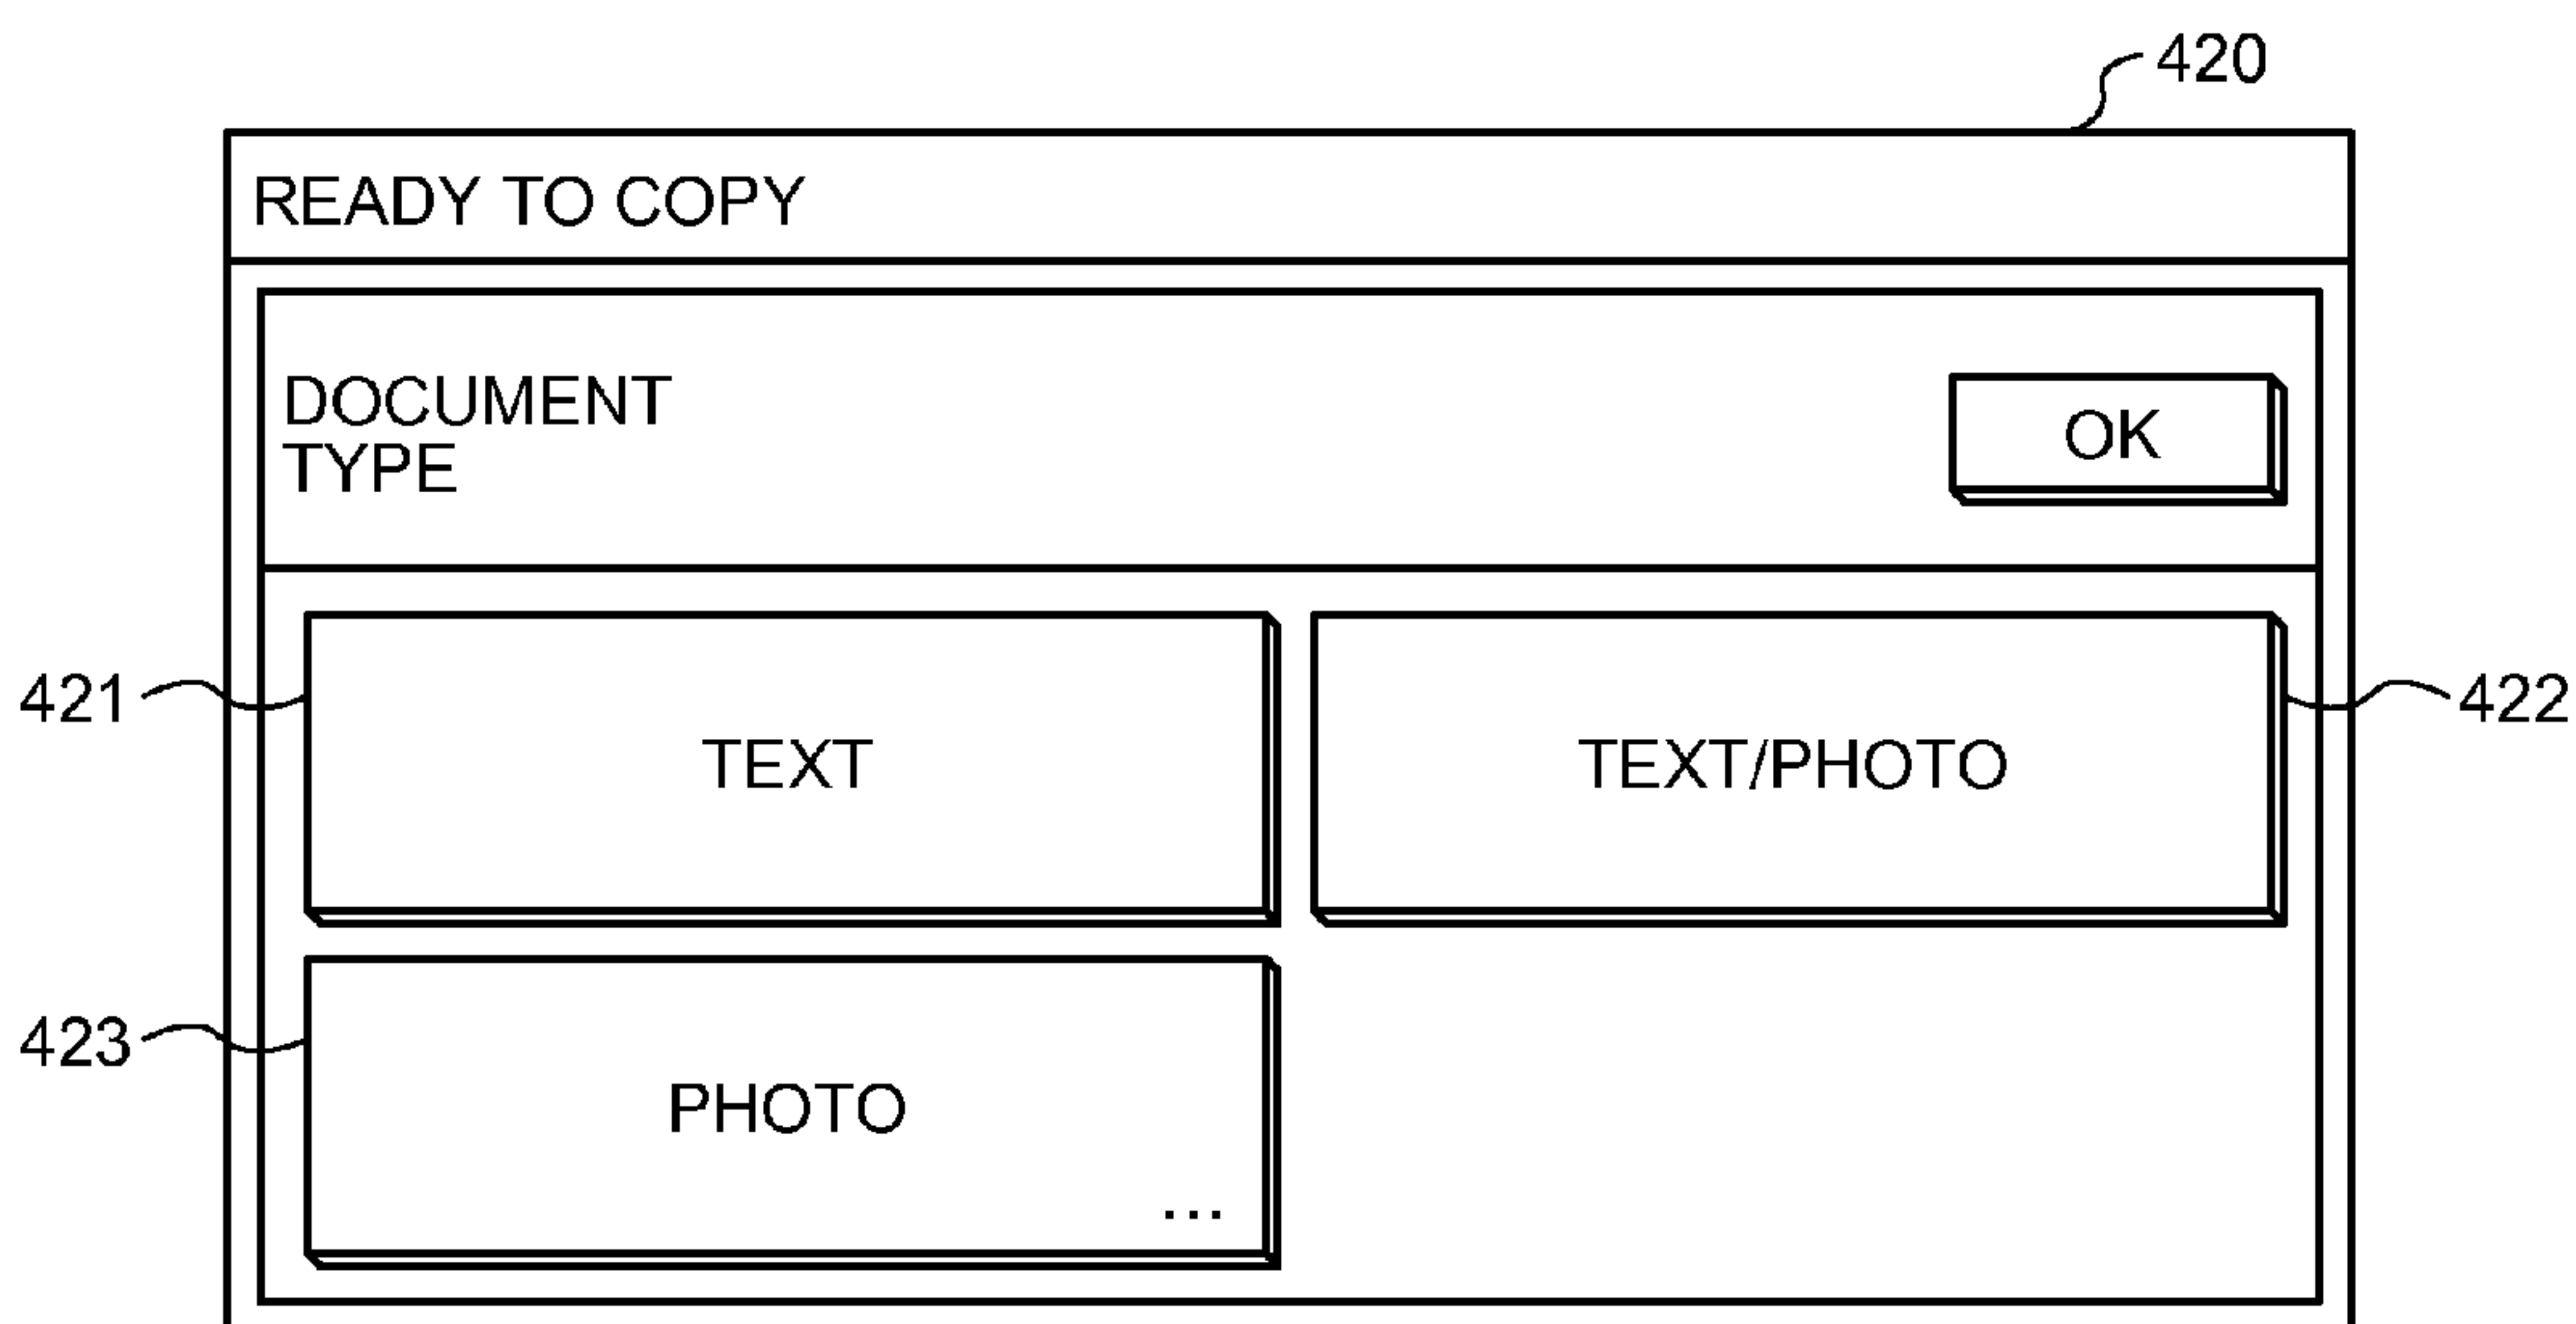 420
READY TO COPY
DOCUMENT
TYPE
OK
421
TEXT
TEXT/PHOTO
422
423
PHOTO
...